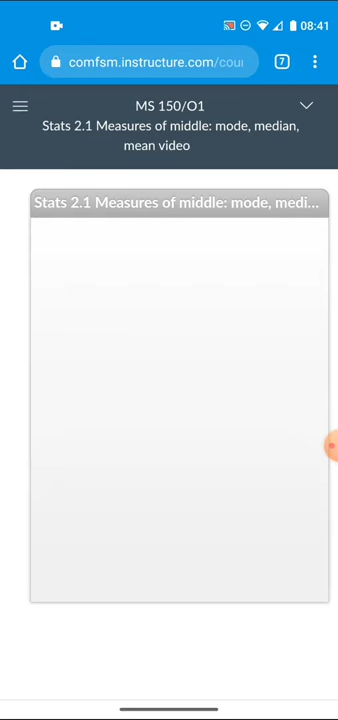 08:41
comfsm.instructure.com/cour
7
MS 150/O1
Stats 2.1 Measures of middle: mode, median,
mean video
Stats 2.1 Measures of middle: mode, medi...